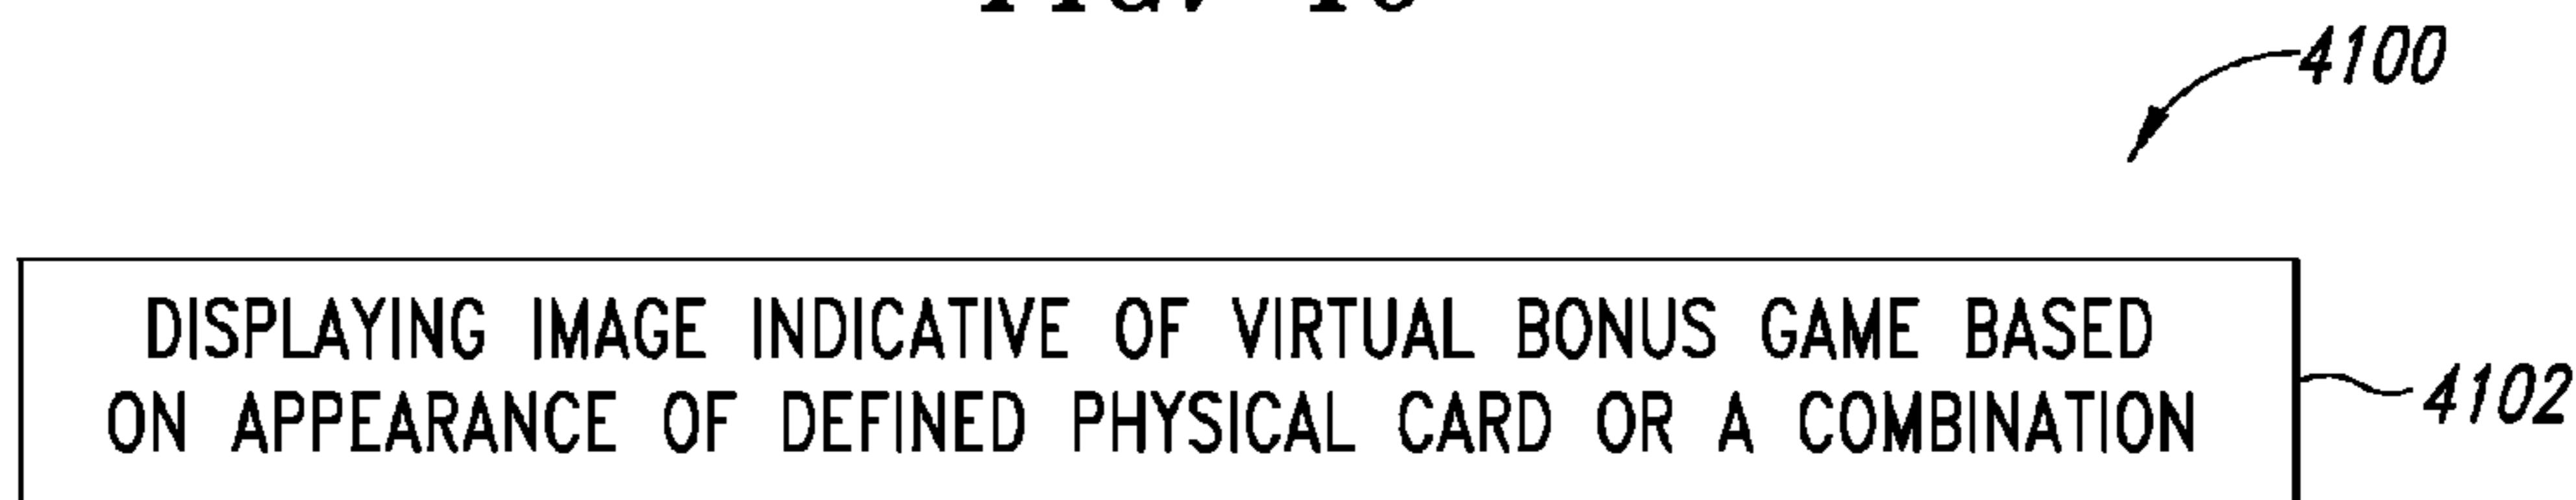 4100
DISPLAYING IMAGE INDICATIVE OF VIRTUAL BONUS GAME BASED
ON APPEARANCE OF DEFINED PHYSICAL CARD OR A COMBINATION
4102